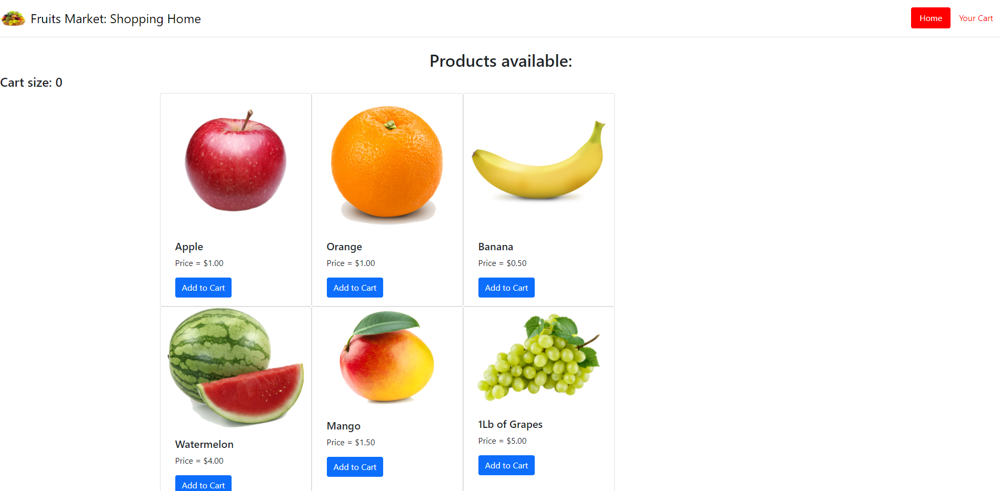 Fruits Market: Shopping Home
Home
Your Cart
Products available:
Cart size: 0
Apple
Price = $1.00
Add to Cart
Orange
Price = $1.00
Add to Cart
Banana
Price = $0.50
Add to Cart
Watermelon
Price = $4.00
Add to Cart
Mango
Price = $1.50
Add to Cart
1Lb of Grapes
Price = $5.00
Add to Cart